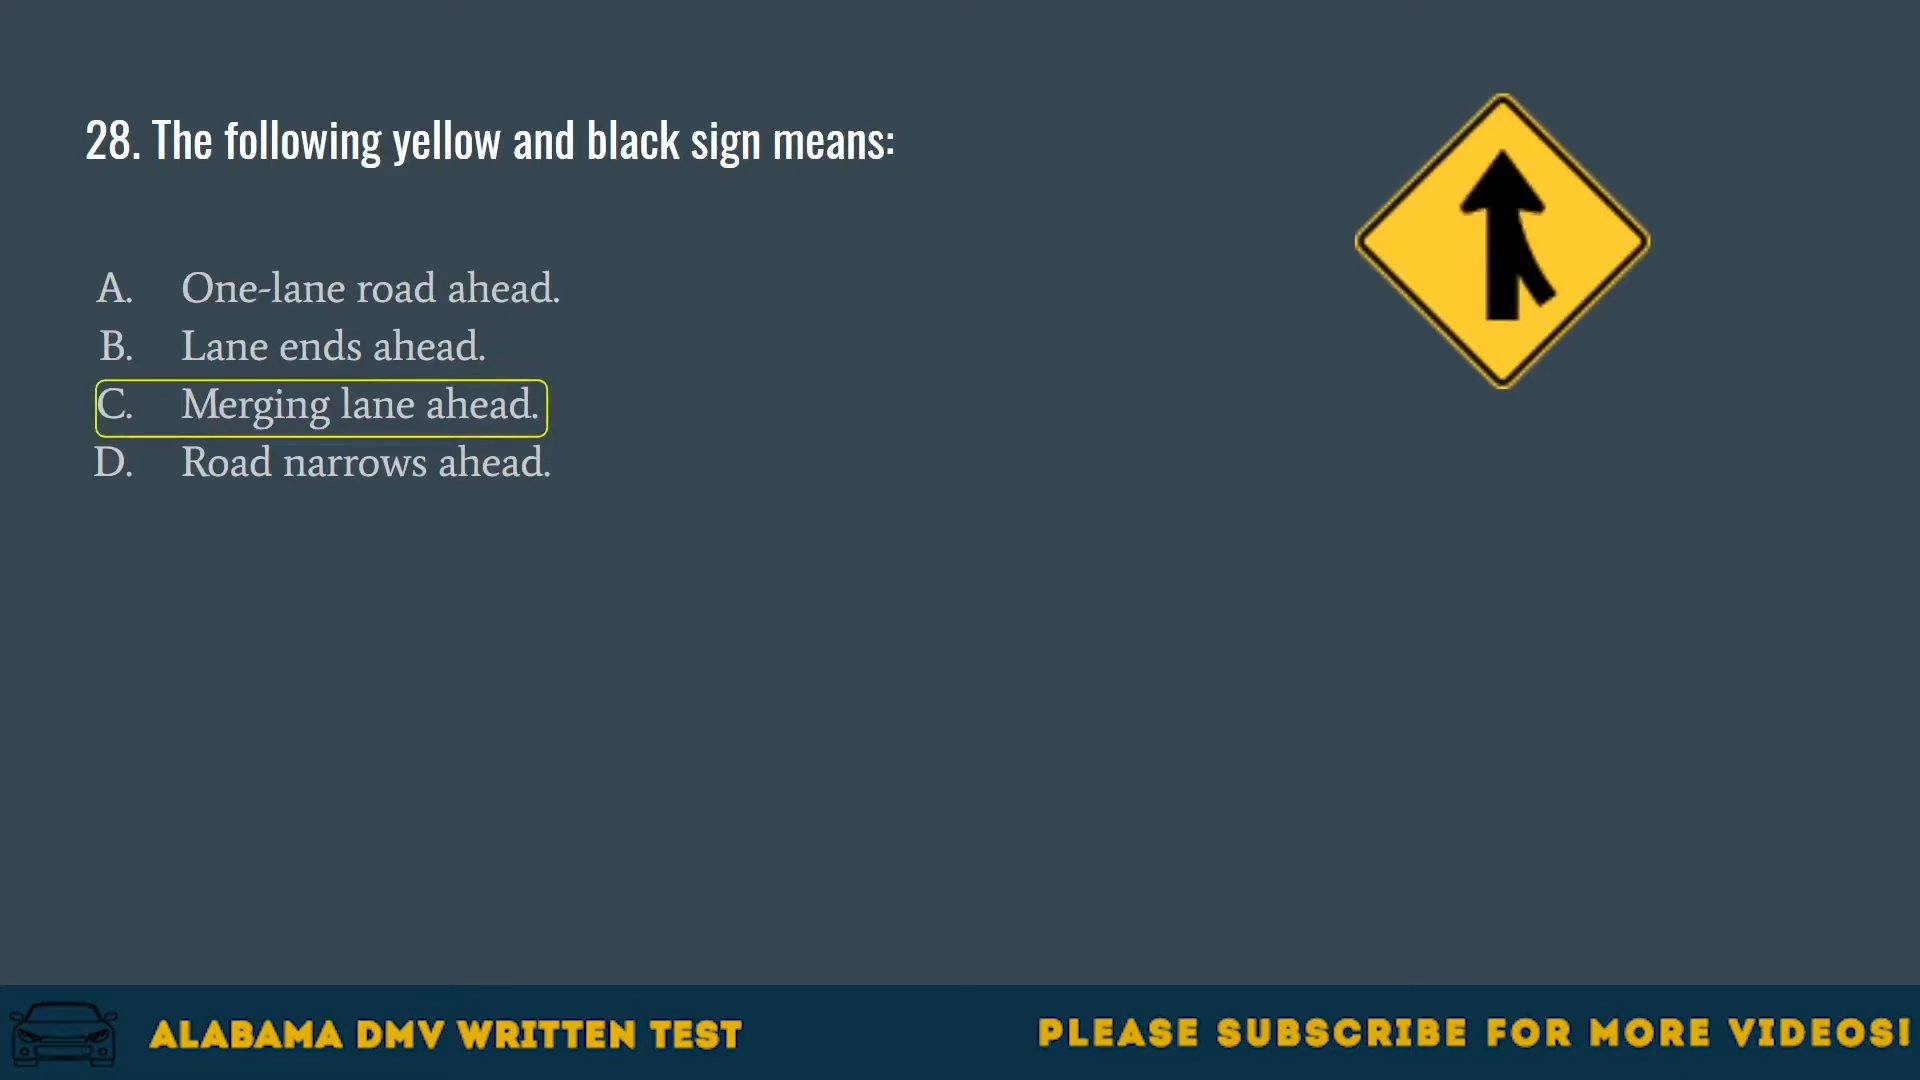 28. The following yellow and black sign means:
A. One-lane road ahead.
B. Lane ends ahead.
C. Merging lane ahead.
D. Road narrows ahead.
ALABAMA DMV WRITTEN TEST
PLEASE SUBSCRIBE FOR MORE VIDEOS!